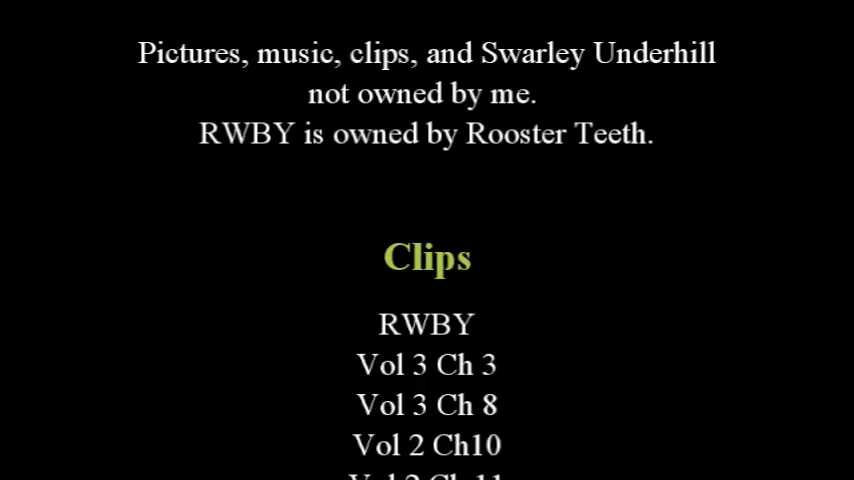 Pictures, music, clips, and Swarley Underhill
not owned by me.
RWBY is owned by Rooster Teeth.
Clips
RWBY
Vol 3 Ch 3
Vol 3 Ch 8
Vol 2 Ch10